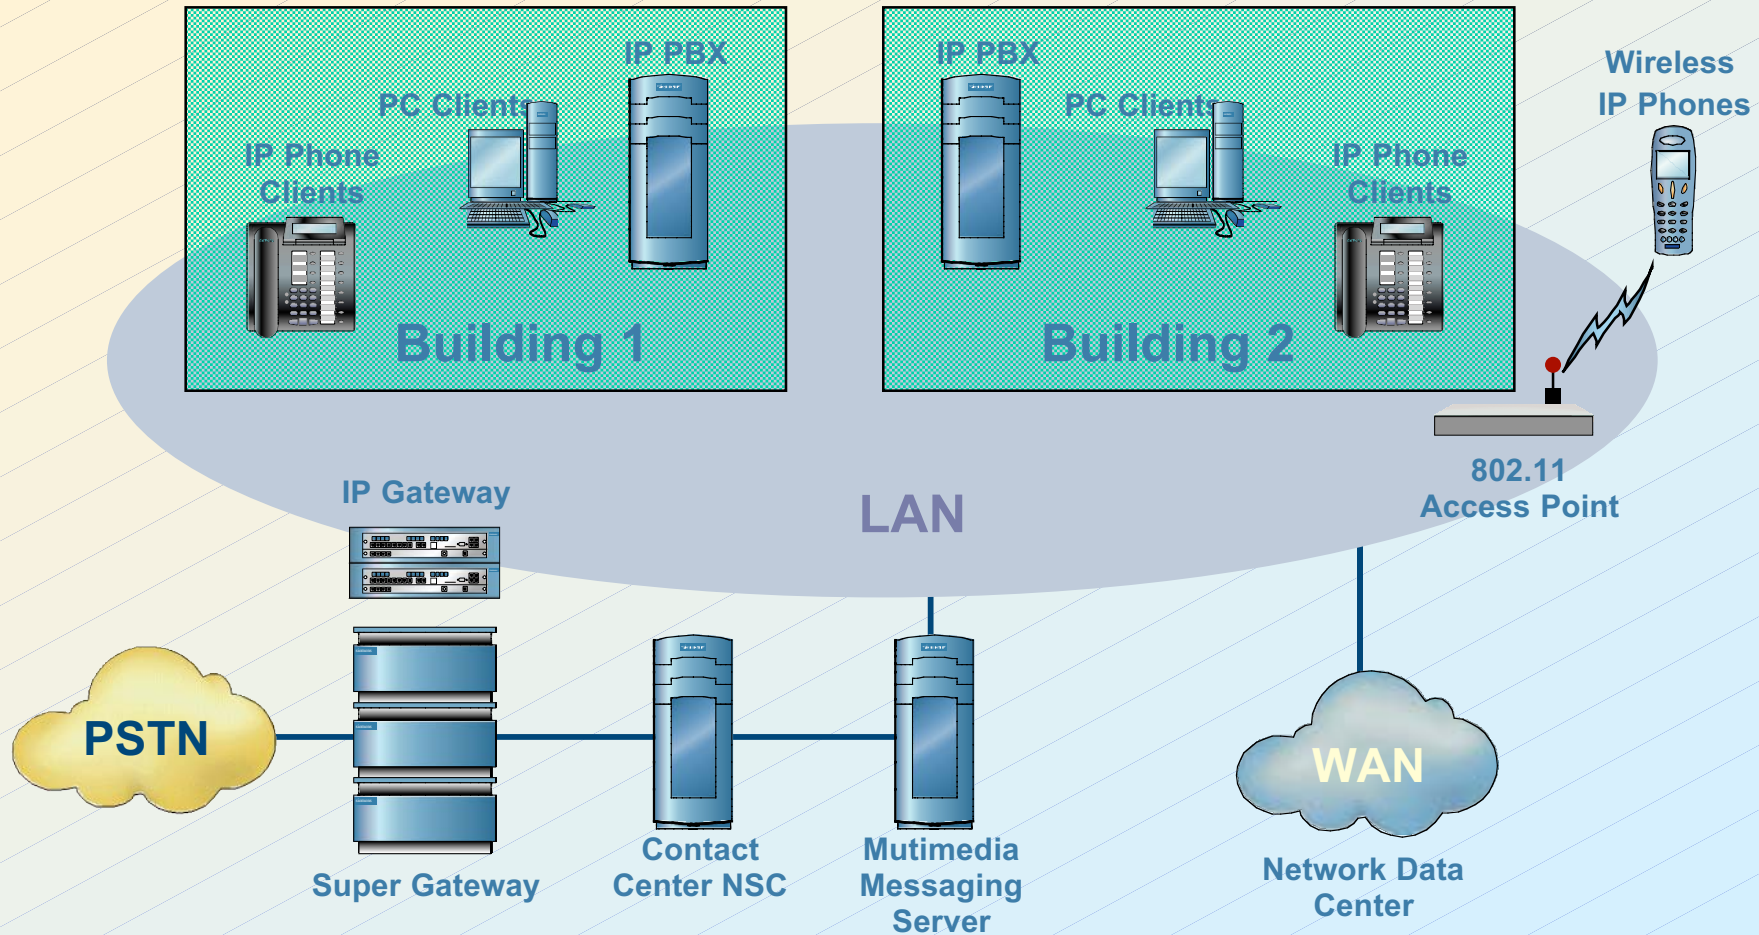 IP PBX
PC Clients
IP Phone
Clients
Building 1
IP PBX
PC Clients
IP Phone
Clients
Building 2
Wireless
IP Phones
802.11
Access Point
LAN
IP Gateway
PSTN
Super Gateway
Contact
Center NSC
Mutimedia
Messaging
Server
WAN
Network Data
Center